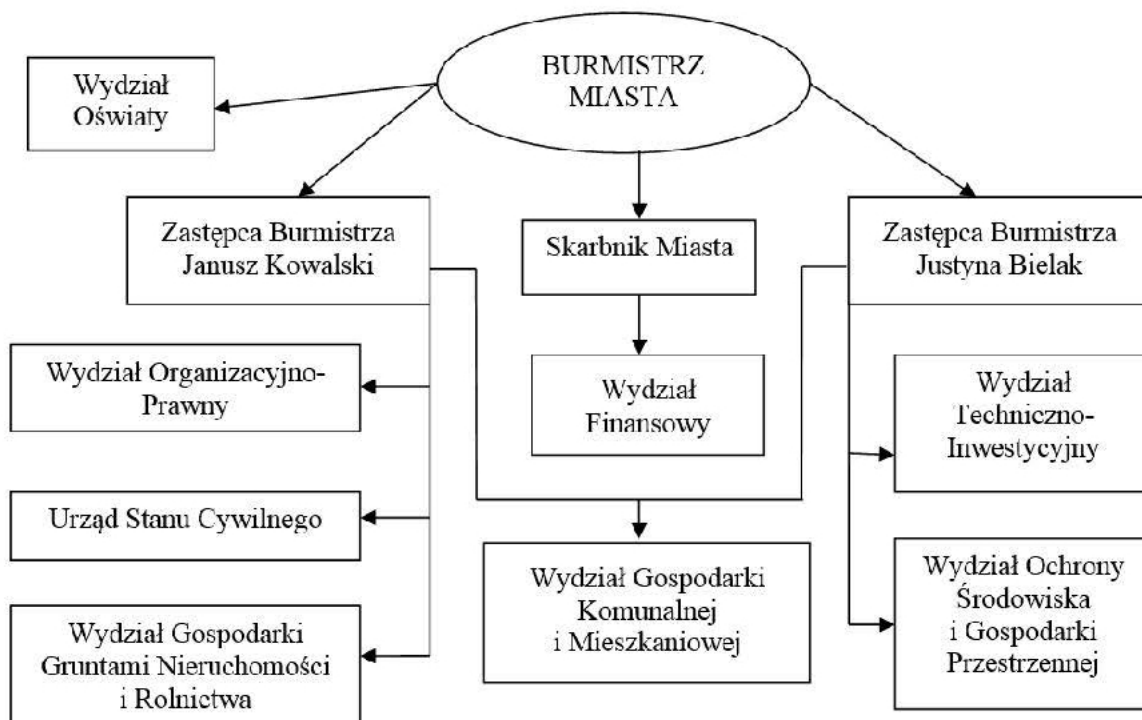 BURMISTRZ
MIASTA
Wydział
Oświaty
Zastępca Burmistrza
Janusz Kowalski
Skarbnik Miasta
Zastępca Burmistrza
Justyna Bielak
Wydział Organizacyjno-
Prawny
Wydział
Finansowy
Wydział
Techniczno-
Inwestycyjny
Urząd Stanu Cywilnego
Wydział Gospodarki
Komunalnej
i Mieszkaniowej
Wydział Ochrony
Środowiska
i Gospodarki
Przestrzennej
Wydział Gospodarki
Gruntami Nieruchomości
i Rolnictwa